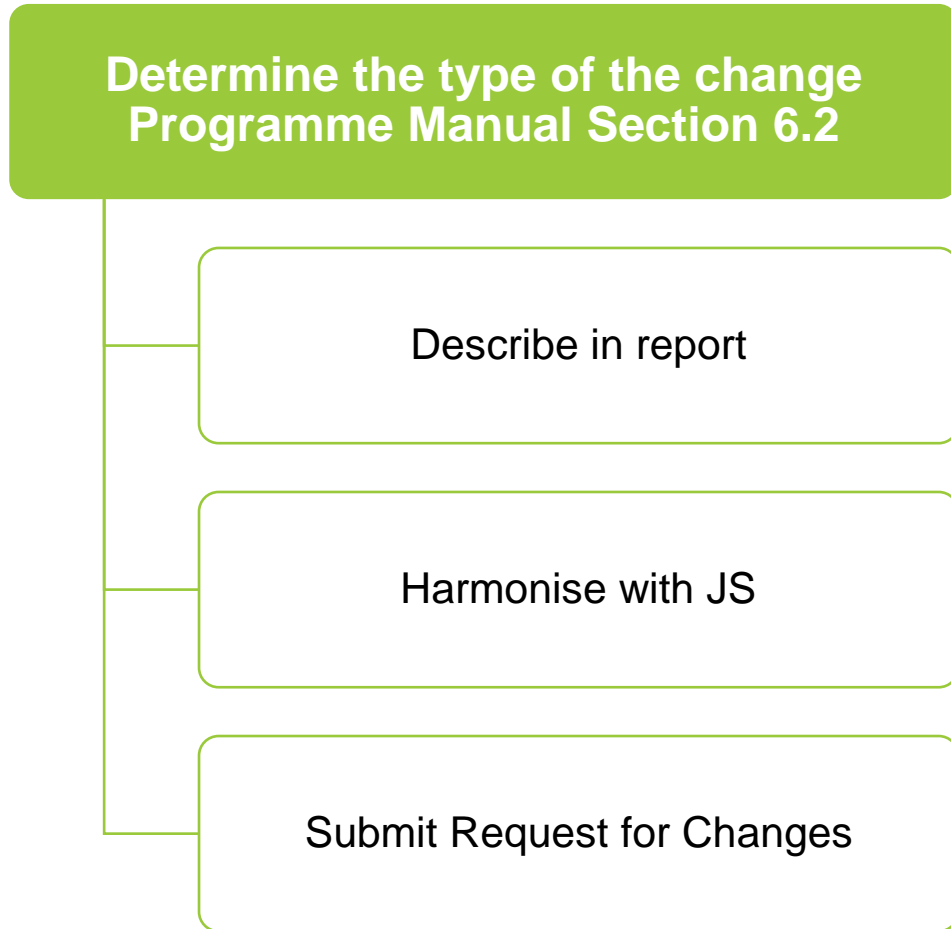 Determine the type of the change
Programme Manual Section 6.2
Describe in report
Harmonise with JS
Submit Request for Changes